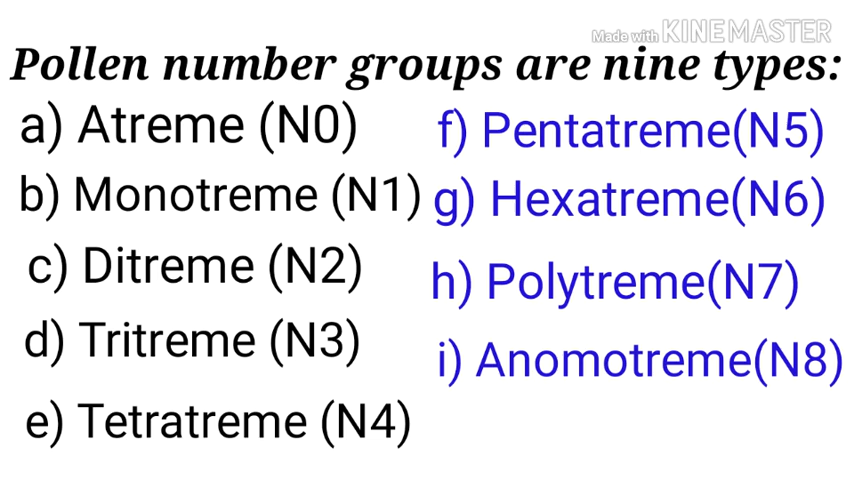 Made with KINEMASTER
Pollen number groups are nine types:
a) Atreme (N0)
b) Monotreme (N1)
c) Ditreme (N2)
d) Tritreme (N3)
e) Tetratreme (N4)
f) Pentatreme(N5)
g) Hexatreme(N6)
h) Polytreme(N7)
i) Anomotreme(N8)